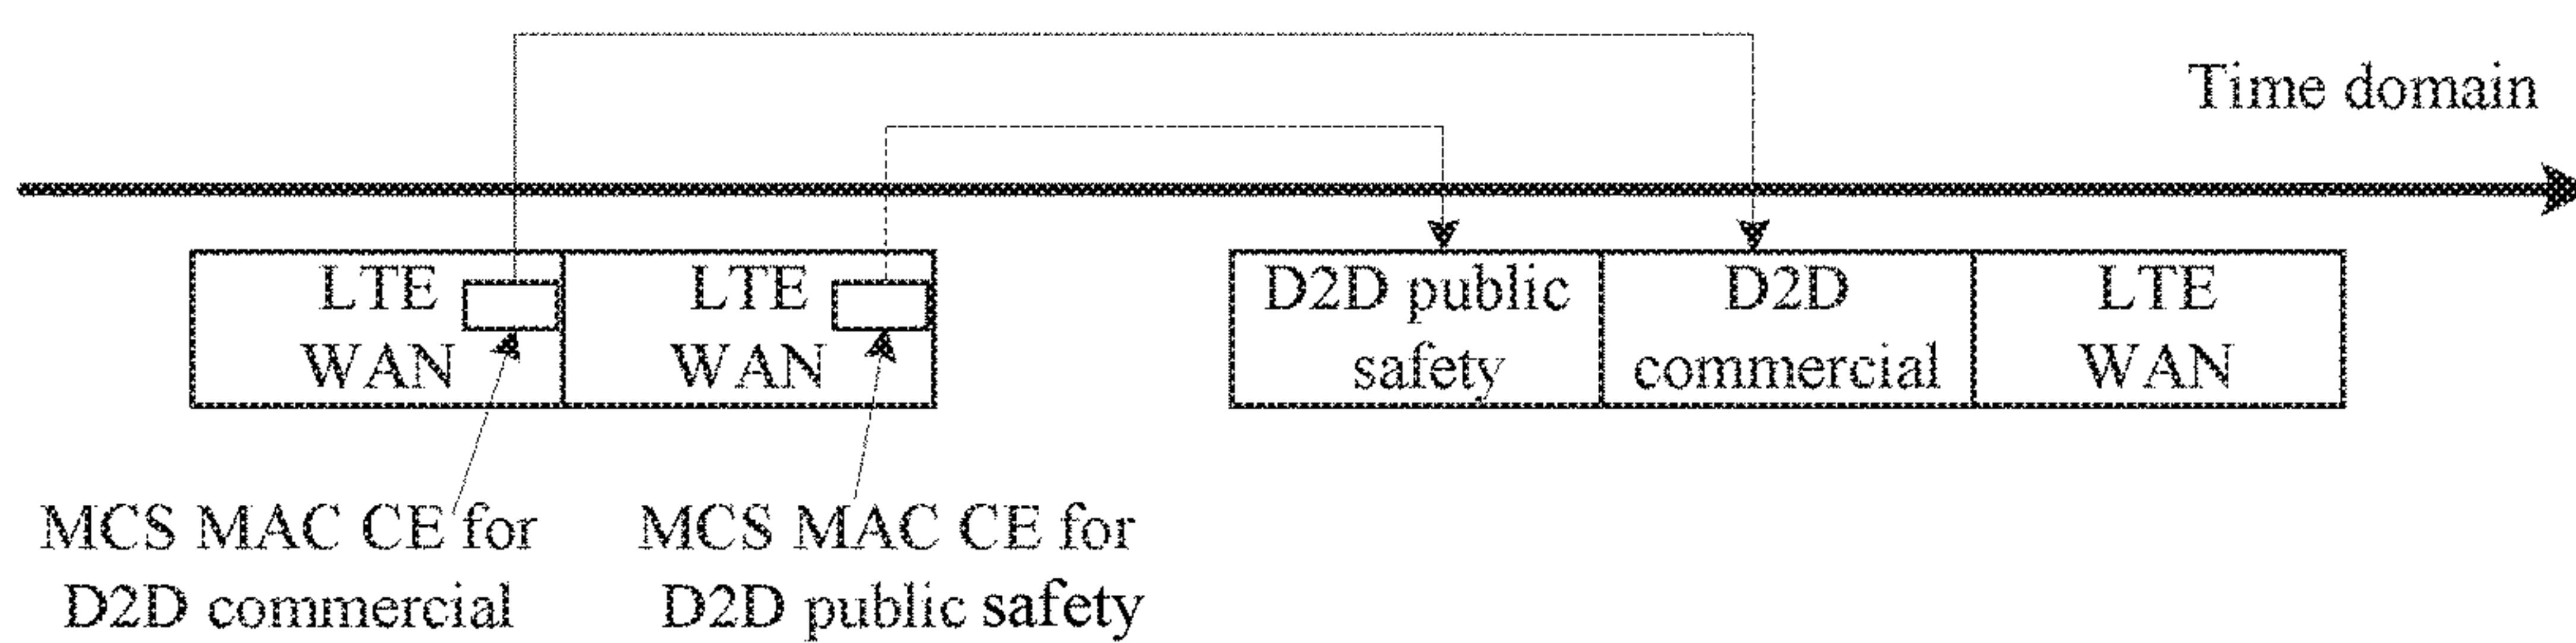 Time domain
LTE
WAN
LTE
WAN
D2D public
safety
D2D
commercial
LTE
WAN
MCS MAC CE for
D2D commercial
MCS MAC CE for
D2D public safety